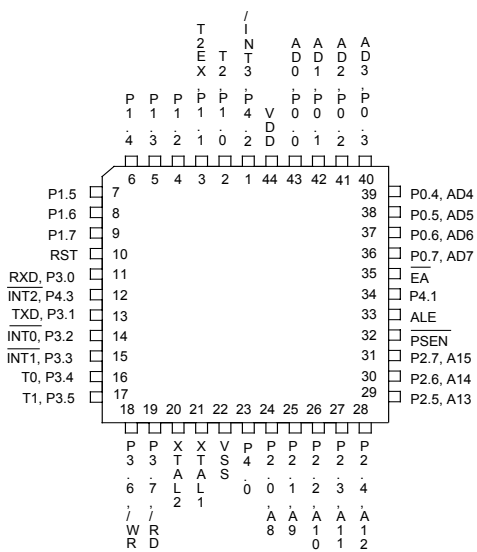 P1.4
P1.3
P1.2
T2EX,P1.1
T2,P1.0
/INT3,P4.2
VDD
AD0,P0.0
AD1,P0.1
AD2,P0.2
AD3,P0.3
6 5 4 3 2 1 44 43 42 41 40
P1.5 7
P1.6 8
P1.7 9
RST 10
RXD, P3.0 11
INT2, P4.3 12
TXD, P3.1 13
INT0, P3.2 14
INT1, P3.3 15
T0, P3.4 16
T1, P3.5 17
39 P0.4, AD4
38 P0.5, AD5
37 P0.6, AD6
36 P0.7, AD7
35 EA
34 P4.1
33 ALE
32 PSEN
31 P2.7, A15
30 P2.6, A14
29 P2.5, A13
18 19 20 21 22 23 24 25 26 27 28
P3.6,/WR
P3.7,/RD
XTAL2
XTAL1
VSS
P4.0
P2.0,A8
P2.1,A9
P2.2,A10
P2.3,A11
P2.4,A12